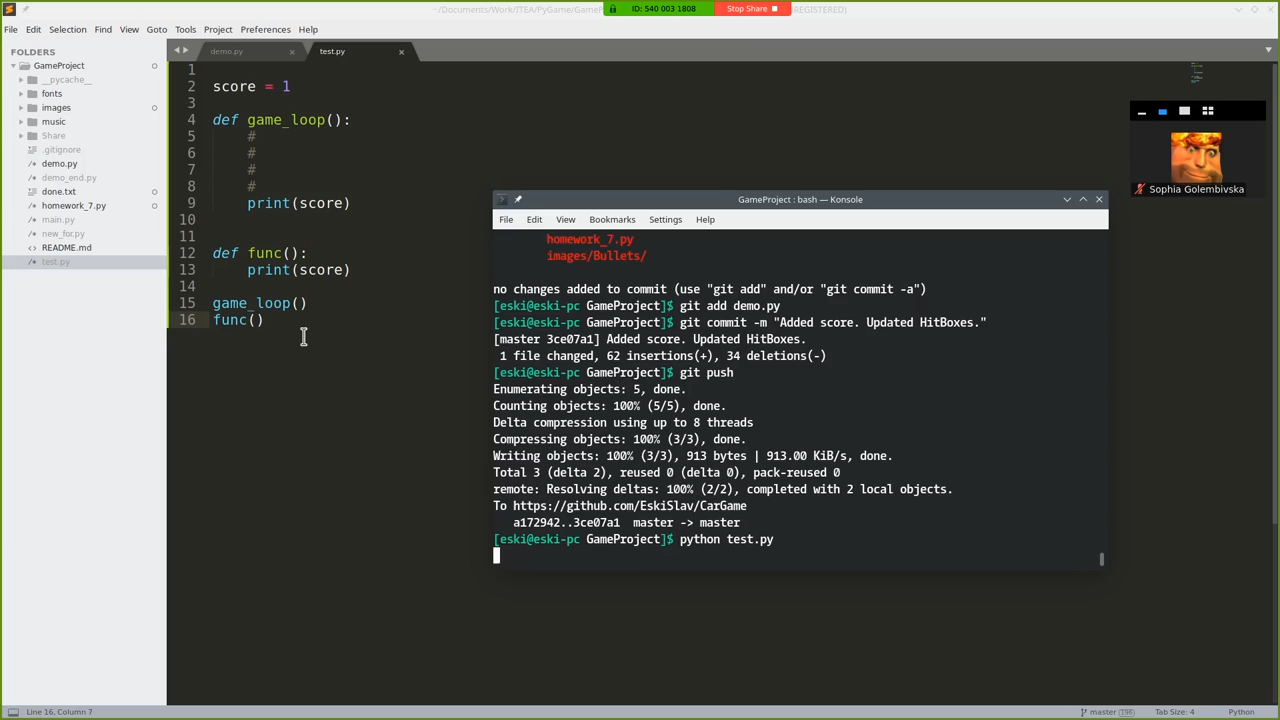 ~/Documents/Work/ITEA/PyGame/GameP
ID: 540 003 1808
Stop Share
REGISTERED)
File Edit Selection Find View Goto Tools Project Preferences Help
FOLDERS
GameProject
__pycache__
fonts
images
music
Share
.gitignore
demo.py
demo_end.py
done.txt
homework_7.py
main.py
new_for.py
README.md
test.py
demo.py
test.py
1
2 score = 1
3
4 def game_loop():
5 #
6 #
7 #
8 #
9 print(score)
10
11
12 def func():
13 print(score)
14
15 game_loop()
16 func()
Sophia Golembivska
GameProject : bash — Konsole
File Edit View Bookmarks Settings Help
homework_7.py
images/Bullets/
no changes added to commit (use "git add" and/or "git commit -a")
[eski@eski-pc GameProject]$ git add demo.py
[eski@eski-pc GameProject]$ git commit -m "Added score. Updated HitBoxes."
[master 3ce07a1] Added score. Updated HitBoxes.
1 file changed, 62 insertions(+), 34 deletions(-)
[eski@eski-pc GameProject]$ git push
Enumerating objects: 5, done.
Counting objects: 100% (5/5), done.
Delta compression using up to 8 threads
Compressing objects: 100% (3/3), done.
Writing objects: 100% (3/3), 913 bytes | 913.00 KiB/s, done.
Total 3 (delta 2), reused 0 (delta 0), pack-reused 0
remote: Resolving deltas: 100% (2/2), completed with 2 local objects.
To https://github.com/EskiSlav/CarGame
a172942..3ce07a1 master -> master
[eski@eski-pc GameProject]$ python test.py
Line 16, Column 7
master
Tab Size: 4
Python